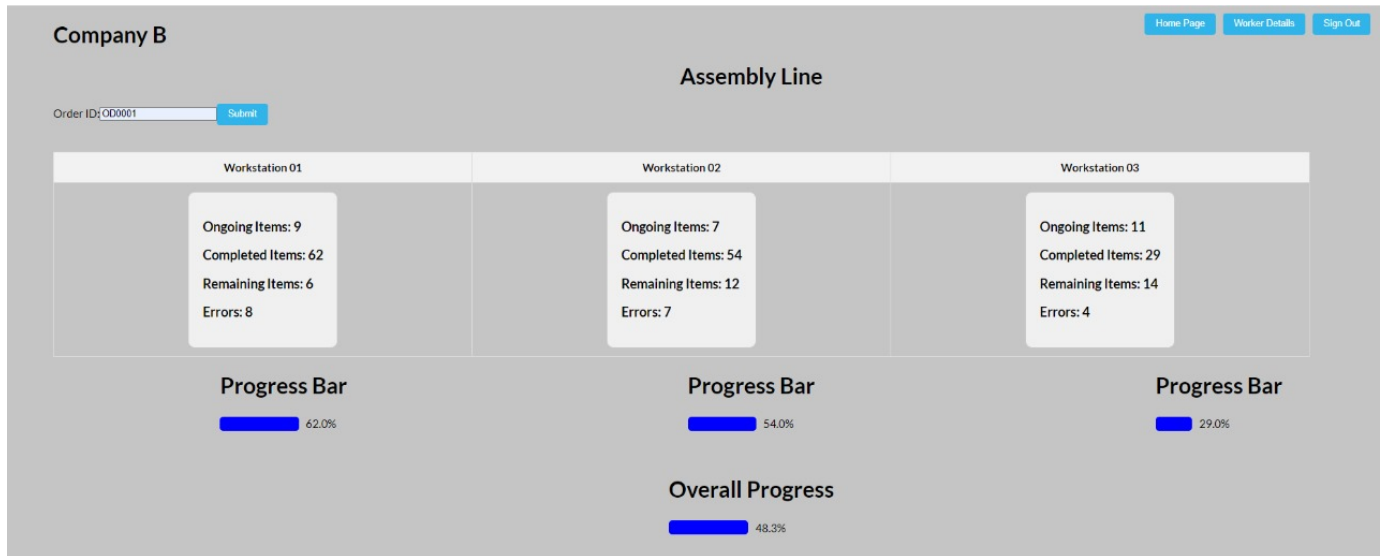 Company B
Home Page Worker Details Sign Out
Assembly Line
Order ID: OD0001 Submit
Workstation 01 Workstation 02 Workstation 03
Ongoing Items: 9 Ongoing Items: 7 Ongoing Items: 11
Completed Items: 62 Completed Items: 54 Completed Items: 29
Remaining Items: 6 Remaining Items: 12 Remaining Items: 14
Errors: 8 Errors: 7 Errors: 4
Progress Bar Progress Bar Progress Bar
62.0% 54.0% 29.0%
Overall Progress
48.3%